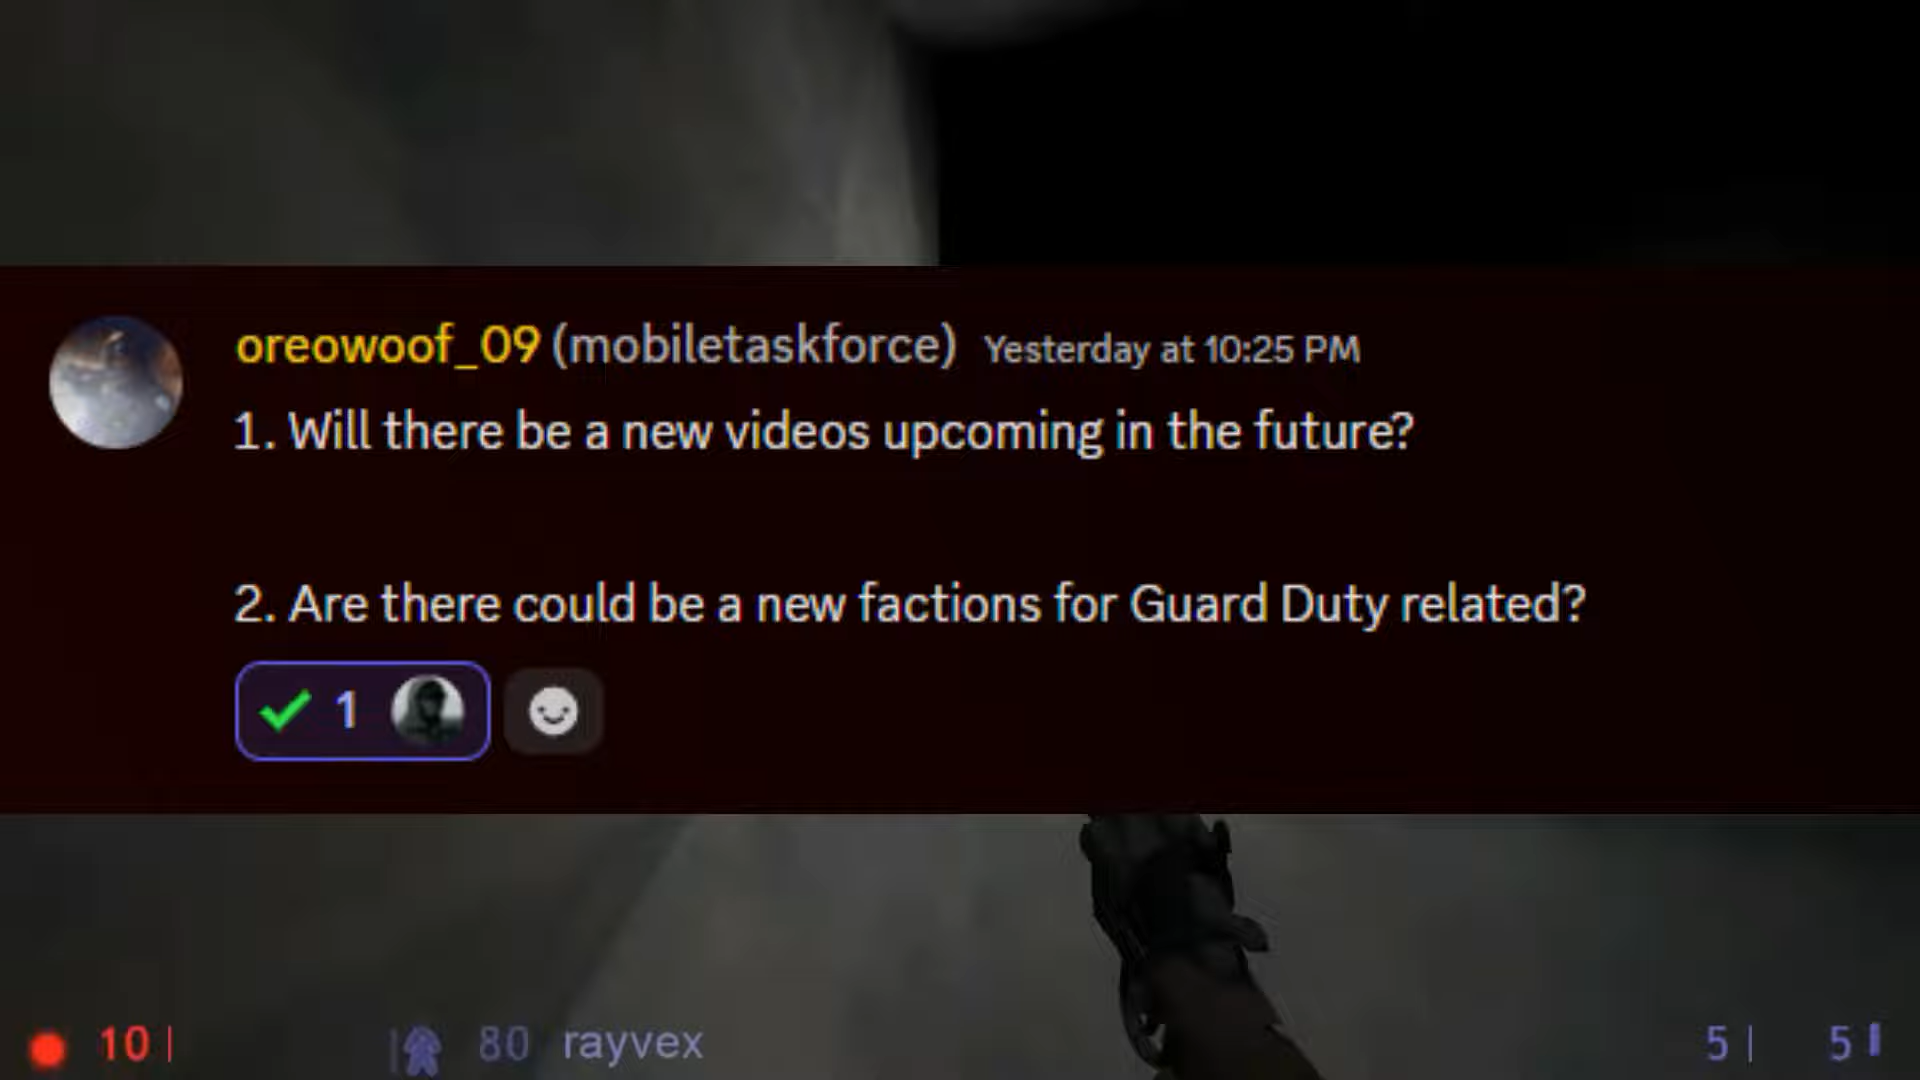 oreowoof_09 (mobiletaskforce) Yesterday at 10:25 PM
1. Will there be a new videos upcoming in the future?
2. Are there could be a new factions for Guard Duty related?
1
10 80 rayvex 5 5